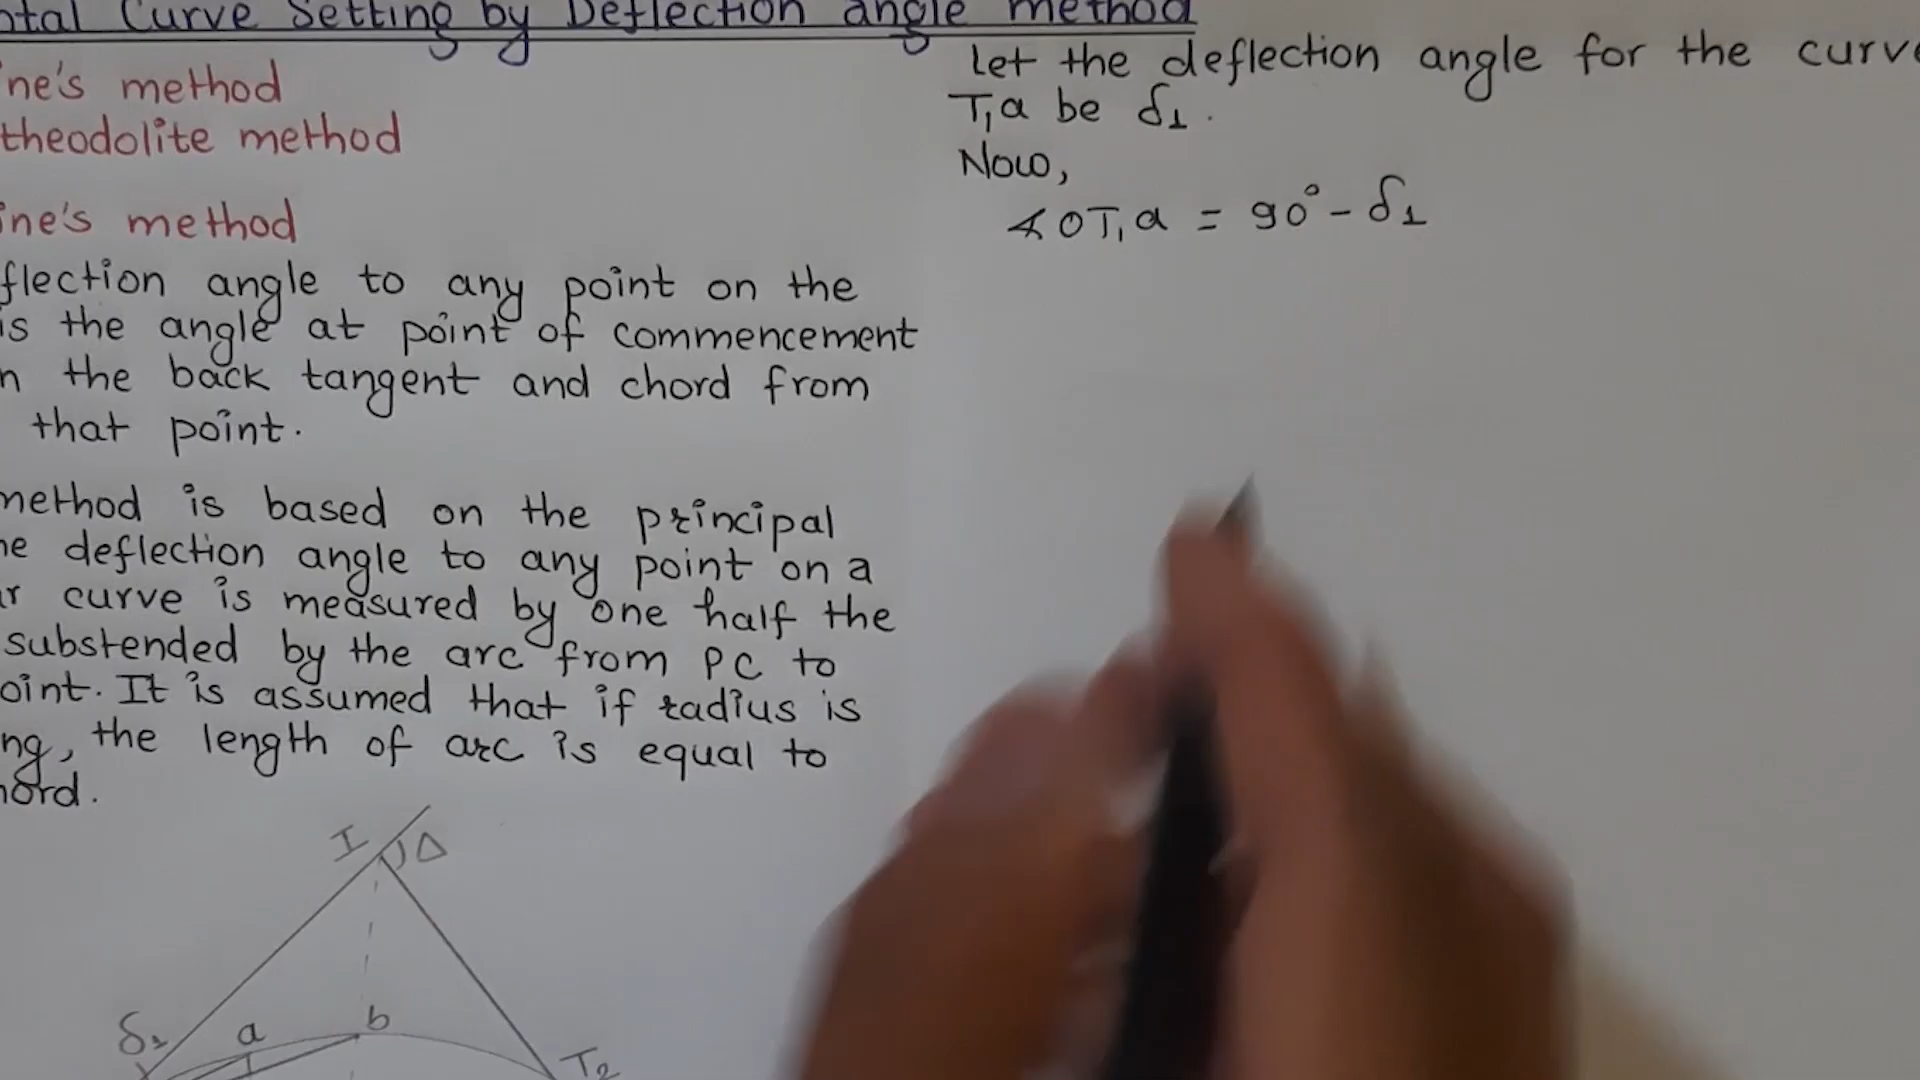 Curve Setting by Deflection angle method
ne's method
theodolite method
ine's method
flection angle to any point on the
is the angle at point of commencement
n the back tangent and chord from
that point.
method is based on the principal
he deflection angle to any point on a
ar curve is measured by one half the
substended by the arc from PC to
oint. It is assumed that if radius is
ng, the length of arc is equal to
hord.
I Δ
δ1 a b
T2
Let the deflection angle for the curve
T1a be δ1.
Now,
∢OT1a = 90° - δ1